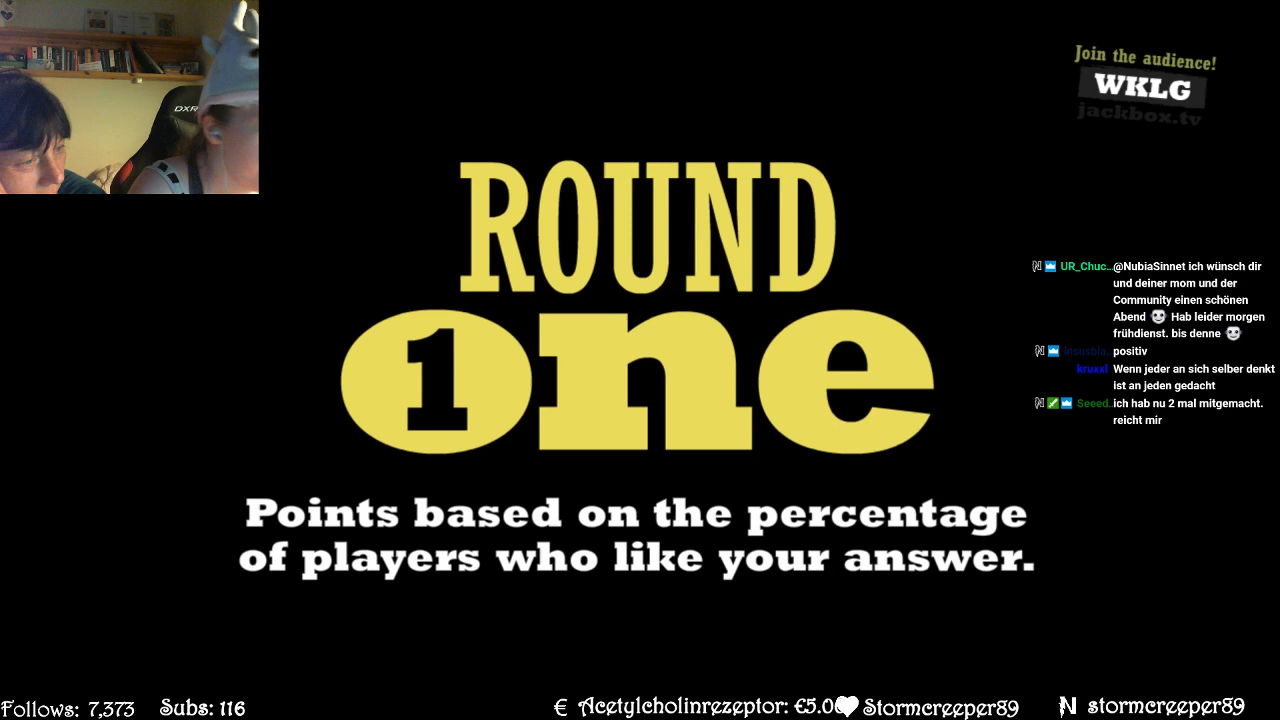 DXR
Join the audience!
WKLG
jackbox.tv
ROUND
1
One
Points based on the percentage
of players who like your answer.
UR_Chuc... @NubiaSinnet ich wünsch dir
und deiner mom und der
Community einen schönen
Abend Hab leider morgen
frühdienst. bis denne
positiv
kruxxl Wenn jeder an sich selber denkt
ist an jeden gedacht
Seeed... ich hab nu 2 mal mitgemacht.
reicht mir
Follows: 7,373 Subs: 116 € Acetylcholinrezeptor: €5.0 Stormcreeper89 stormcreeper89